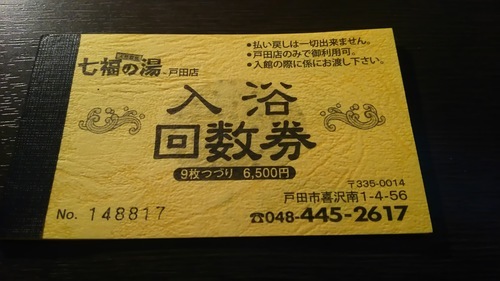 七福の湯-戸田店
•払い戻しは一切出来ません。
•戸田店のみで御利用可。
•入館の際に係にお渡し下さい。
入浴
回数券
9枚つづり 6,500円
〒335-0014
戸田市喜沢南1-4-56
☎048-445-2617
No. 148817